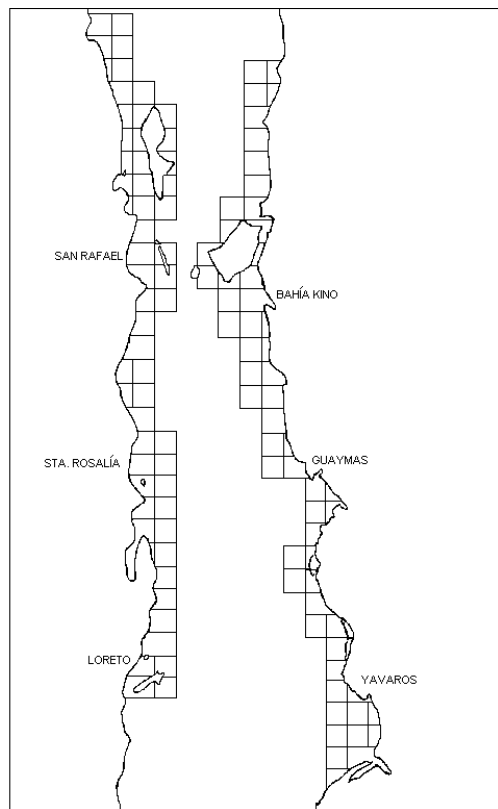 SAN RAFAEL
BAHÍA KINO
STA. ROSALÍA
GUAYMAS
LORETO
YAVAROS